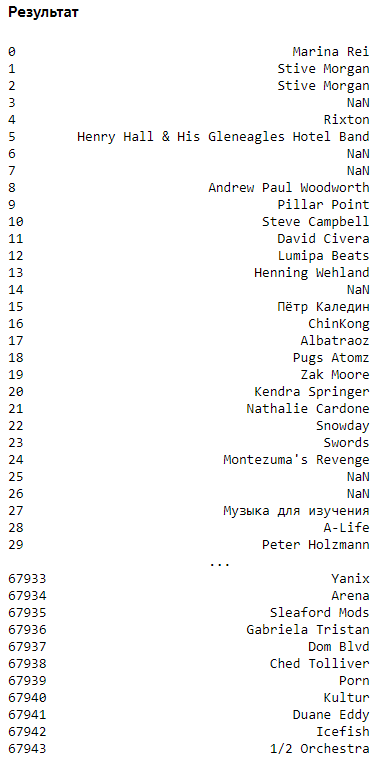 Результат
0 Marina Rei
1 Stive Morgan
2 Stive Morgan
3 NaN
4 Rixton
5 Henry Hall & His Gleneagles Hotel Band
6 NaN
7 NaN
8 Andrew Paul Woodworth
9 Pillar Point
10 Steve Campbell
11 David Civera
12 Lumipa Beats
13 Henning Wehland
14 NaN
15 Пётр Каледин
16 ChinKong
17 Albatraoz
18 Pugs Atomz
19 Zak Moore
20 Kendra Springer
21 Nathalie Cardone
22 Snowday
23 Swords
24 Montezuma's Revenge
25 NaN
26 NaN
27 Музыка для изучения
28 A-Life
29 Peter Holzmann
...
67933 Yanix
67934 Arena
67935 Sleaford Mods
67936 Gabriela Tristan
67937 Dom Blvd
67938 Ched Tolliver
67939 Porn
67940 Kultur
67941 Duane Eddy
67942 Icefish
67943 1/2 Orchestra